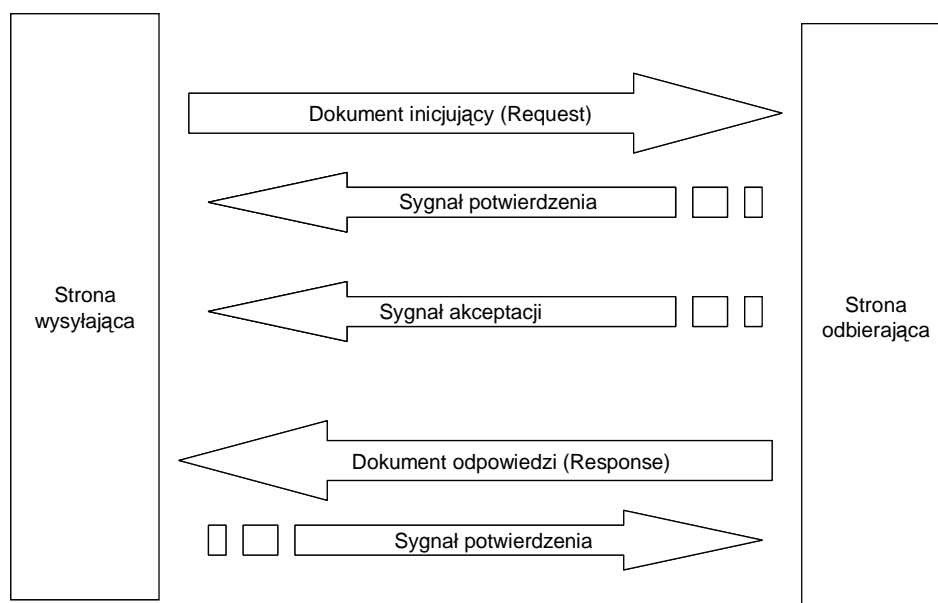 Dokument inicjujący (Request)
Sygnał potwierdzenia
Strona
wysyłająca
Sygnał akceptacji
Strona
odbierająca
Dokument odpowiedzi (Response)
Sygnał potwierdzenia